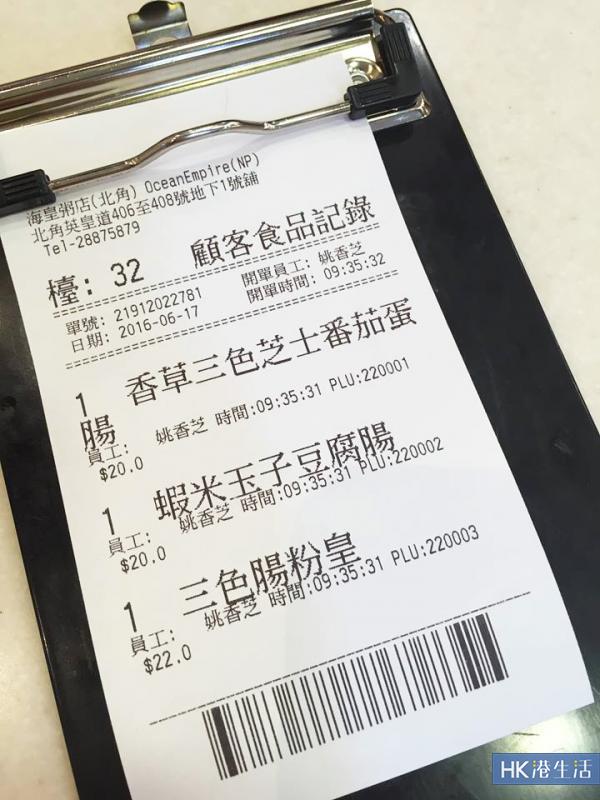 海皇粥店(北角) OceanEmpire(NP)
北角英皇道406至408號地下1號舖
Tel-28875879
檯: 32 顧客食品記錄
單號: 21912022781 開單員工: 姚香芝
日期: 2016-06-17 開單時間: 09:35:32
1 香草三色芝士番茄蛋
腸
員工: 姚香芝 時間:09:35:31 PLU:220001
$20.0
1 蝦米玉子豆腐腸
員工: 姚香芝 時間:09:35:31 PLU:220002
$20.0
1 三色腸粉皇
員工: 姚香芝 時間:09:35:31 PLU:220003
$22.0
HK港生活